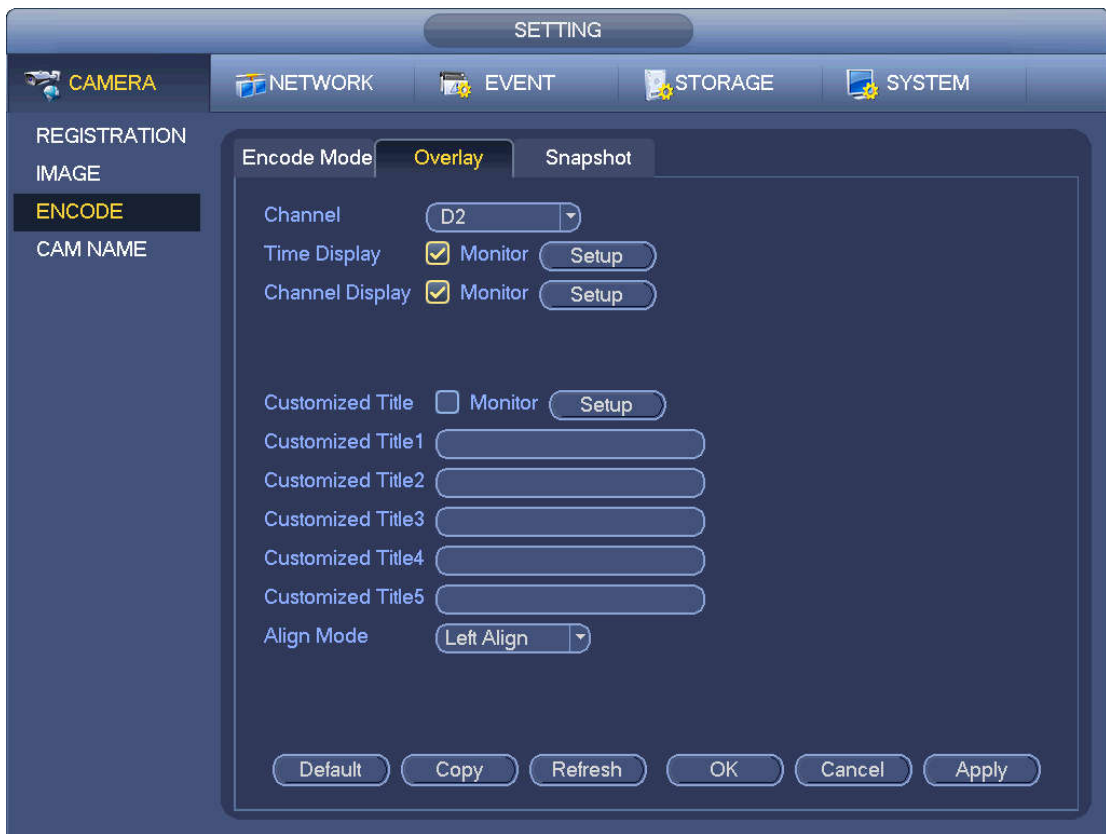 SETTING
CAMERA NETWORK EVENT STORAGE SYSTEM
REGISTRATION
IMAGE
ENCODE
CAM NAME
Encode Mode Overlay Snapshot
Channel D2
Time Display Monitor Setup
Channel Display Monitor Setup
Customized Title Monitor Setup
Customized Title1
Customized Title2
Customized Title3
Customized Title4
Customized Title5
Align Mode Left Align
Default Copy Refresh OK Cancel Apply